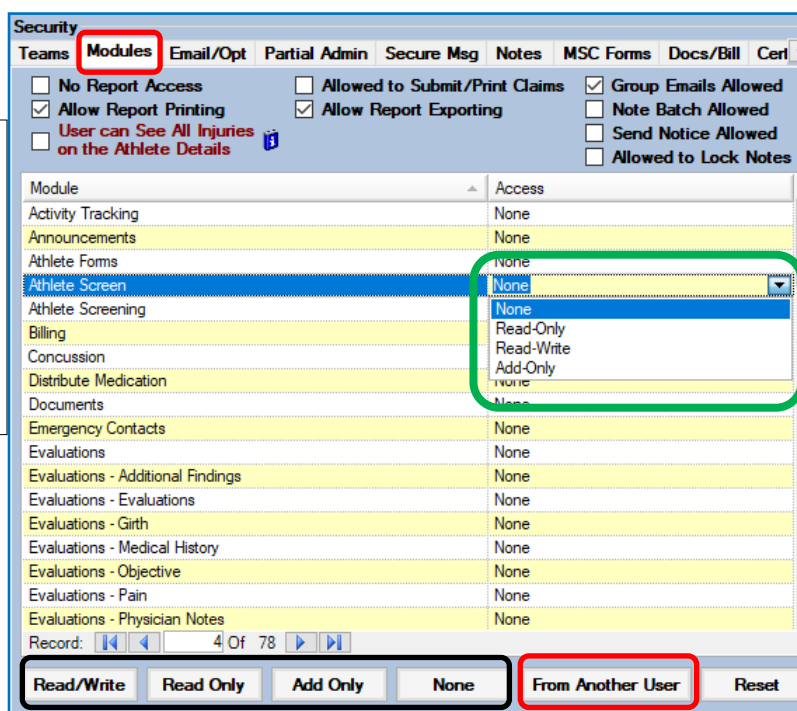 Security
Teams Modules Email/Opt Partial Admin Secure Msg Notes MSC Forms Docs/Bill
No Report Access Allowed to Submit/Print Claims Group Emails Allowed
Allow Report Printing Allow Report Exporting Note Batch Allowed
User can See All Injuries Send Notice Allowed
on the Athlete Details Allowed to Lock Notes
Module Access
Activity Tracking None
Announcements None
Athlete Forms None
Athlete Screen None
Athlete Screening None
Billing Read-Only
Concussion Read-Write
Distribute Medication Add-Only
None
Documents None
Emergency Contacts None
Evaluations None
Evaluations - Additional Findings None
Evaluations - Evaluations None
Evaluations - Girth None
Evaluations - Medical History None
Evaluations - Objective None
Evaluations - Pain None
Evaluations - Physician Notes None
Record: 4 Of 78
Read/Write Read Only Add Only None From Another User Reset